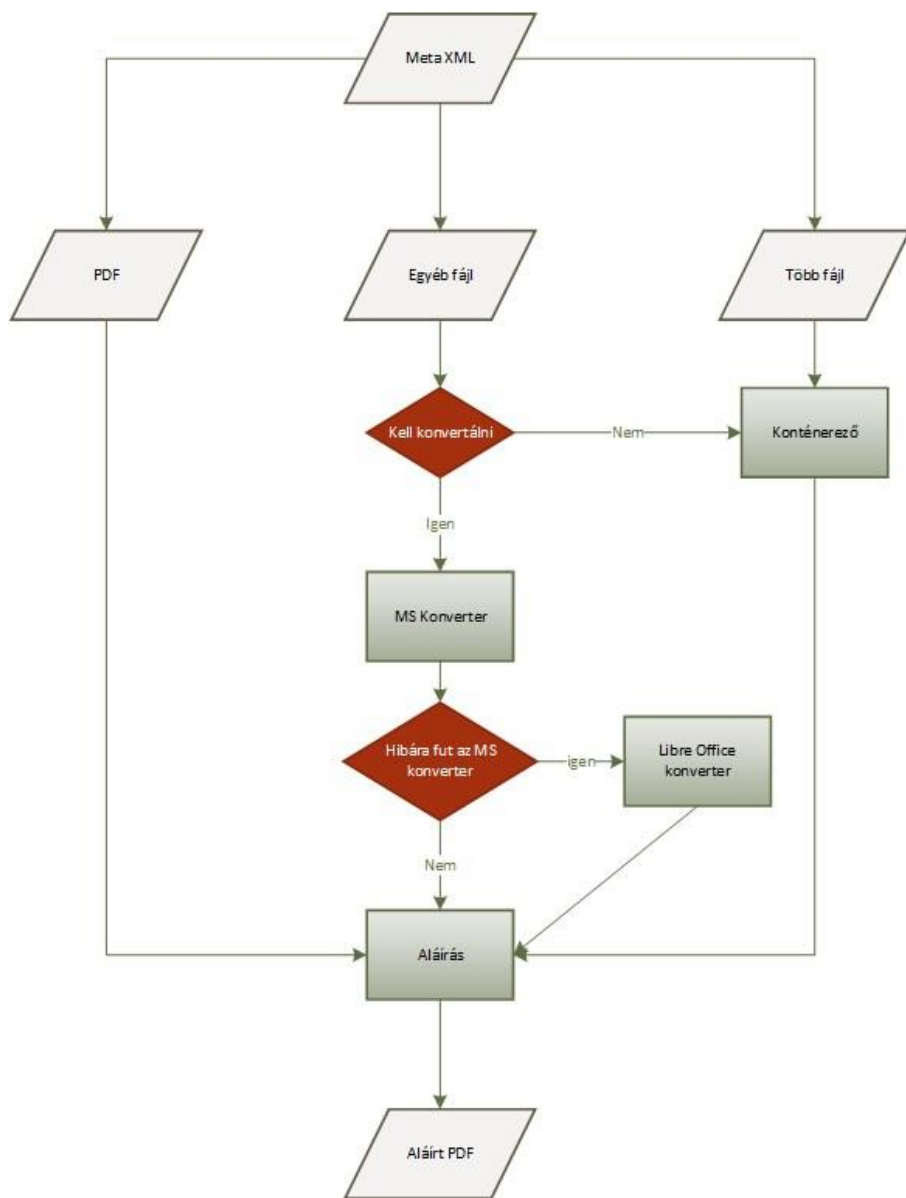 Meta XML
PDF
Egyéb fájl
Több fájl
Kell konvertálni
Nem
Konténerező
Igen
MS Konverter
Hibára fut az MS
konverter
igen
Libre Office
konverter
Nem
Aláírás
Aláírt PDF